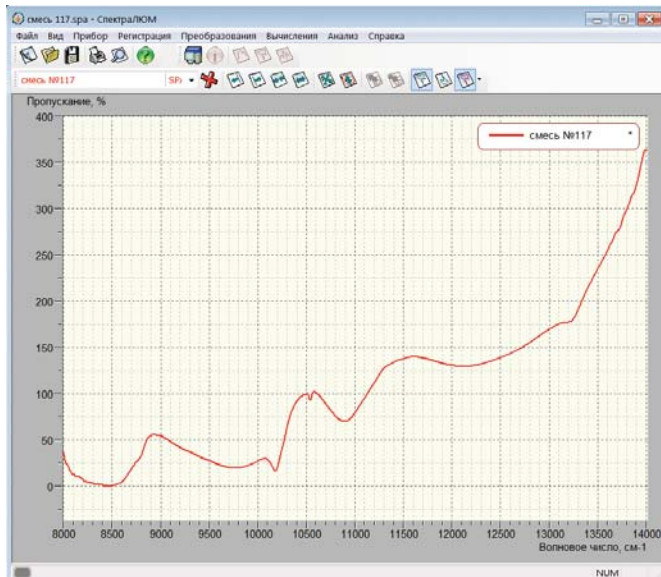 смесь 117.spa - СпектраЛЮМ
Файл Вид Прибор Регистрация Преобразования Вычисления Анализ Справка
смесь №117 SPA
Пропускание, %
смесь №117 *
400
350
300
250
200
150
100
50
0
8000 8500 9000 9500 10000 10500 11000 11500 12000 12500 13000 13500 14000
Волновое число, см-1
NUM